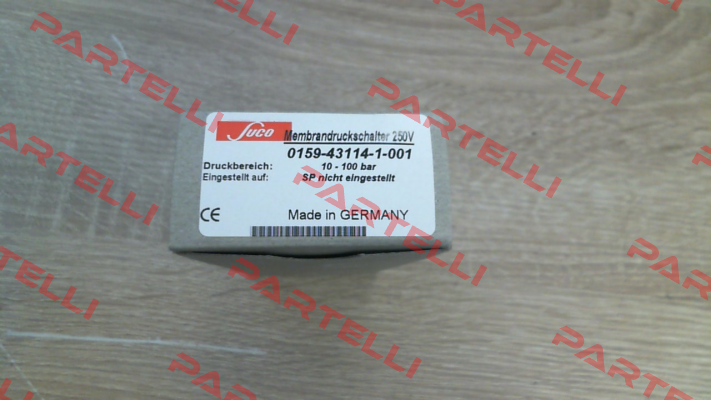 PARTELLI
PARTELLI
PARTELLI
PARTELLI
Suco
Membrandruckschalter 250V
0159-43114-1-001
Druckbereich: 10 - 100 bar
Eingestellt auf: SP nicht eingestellt
CE
Made in GERMANY
PARTELLI
PARTELLI
PARTELLI
PARTELLI
PARTELLI